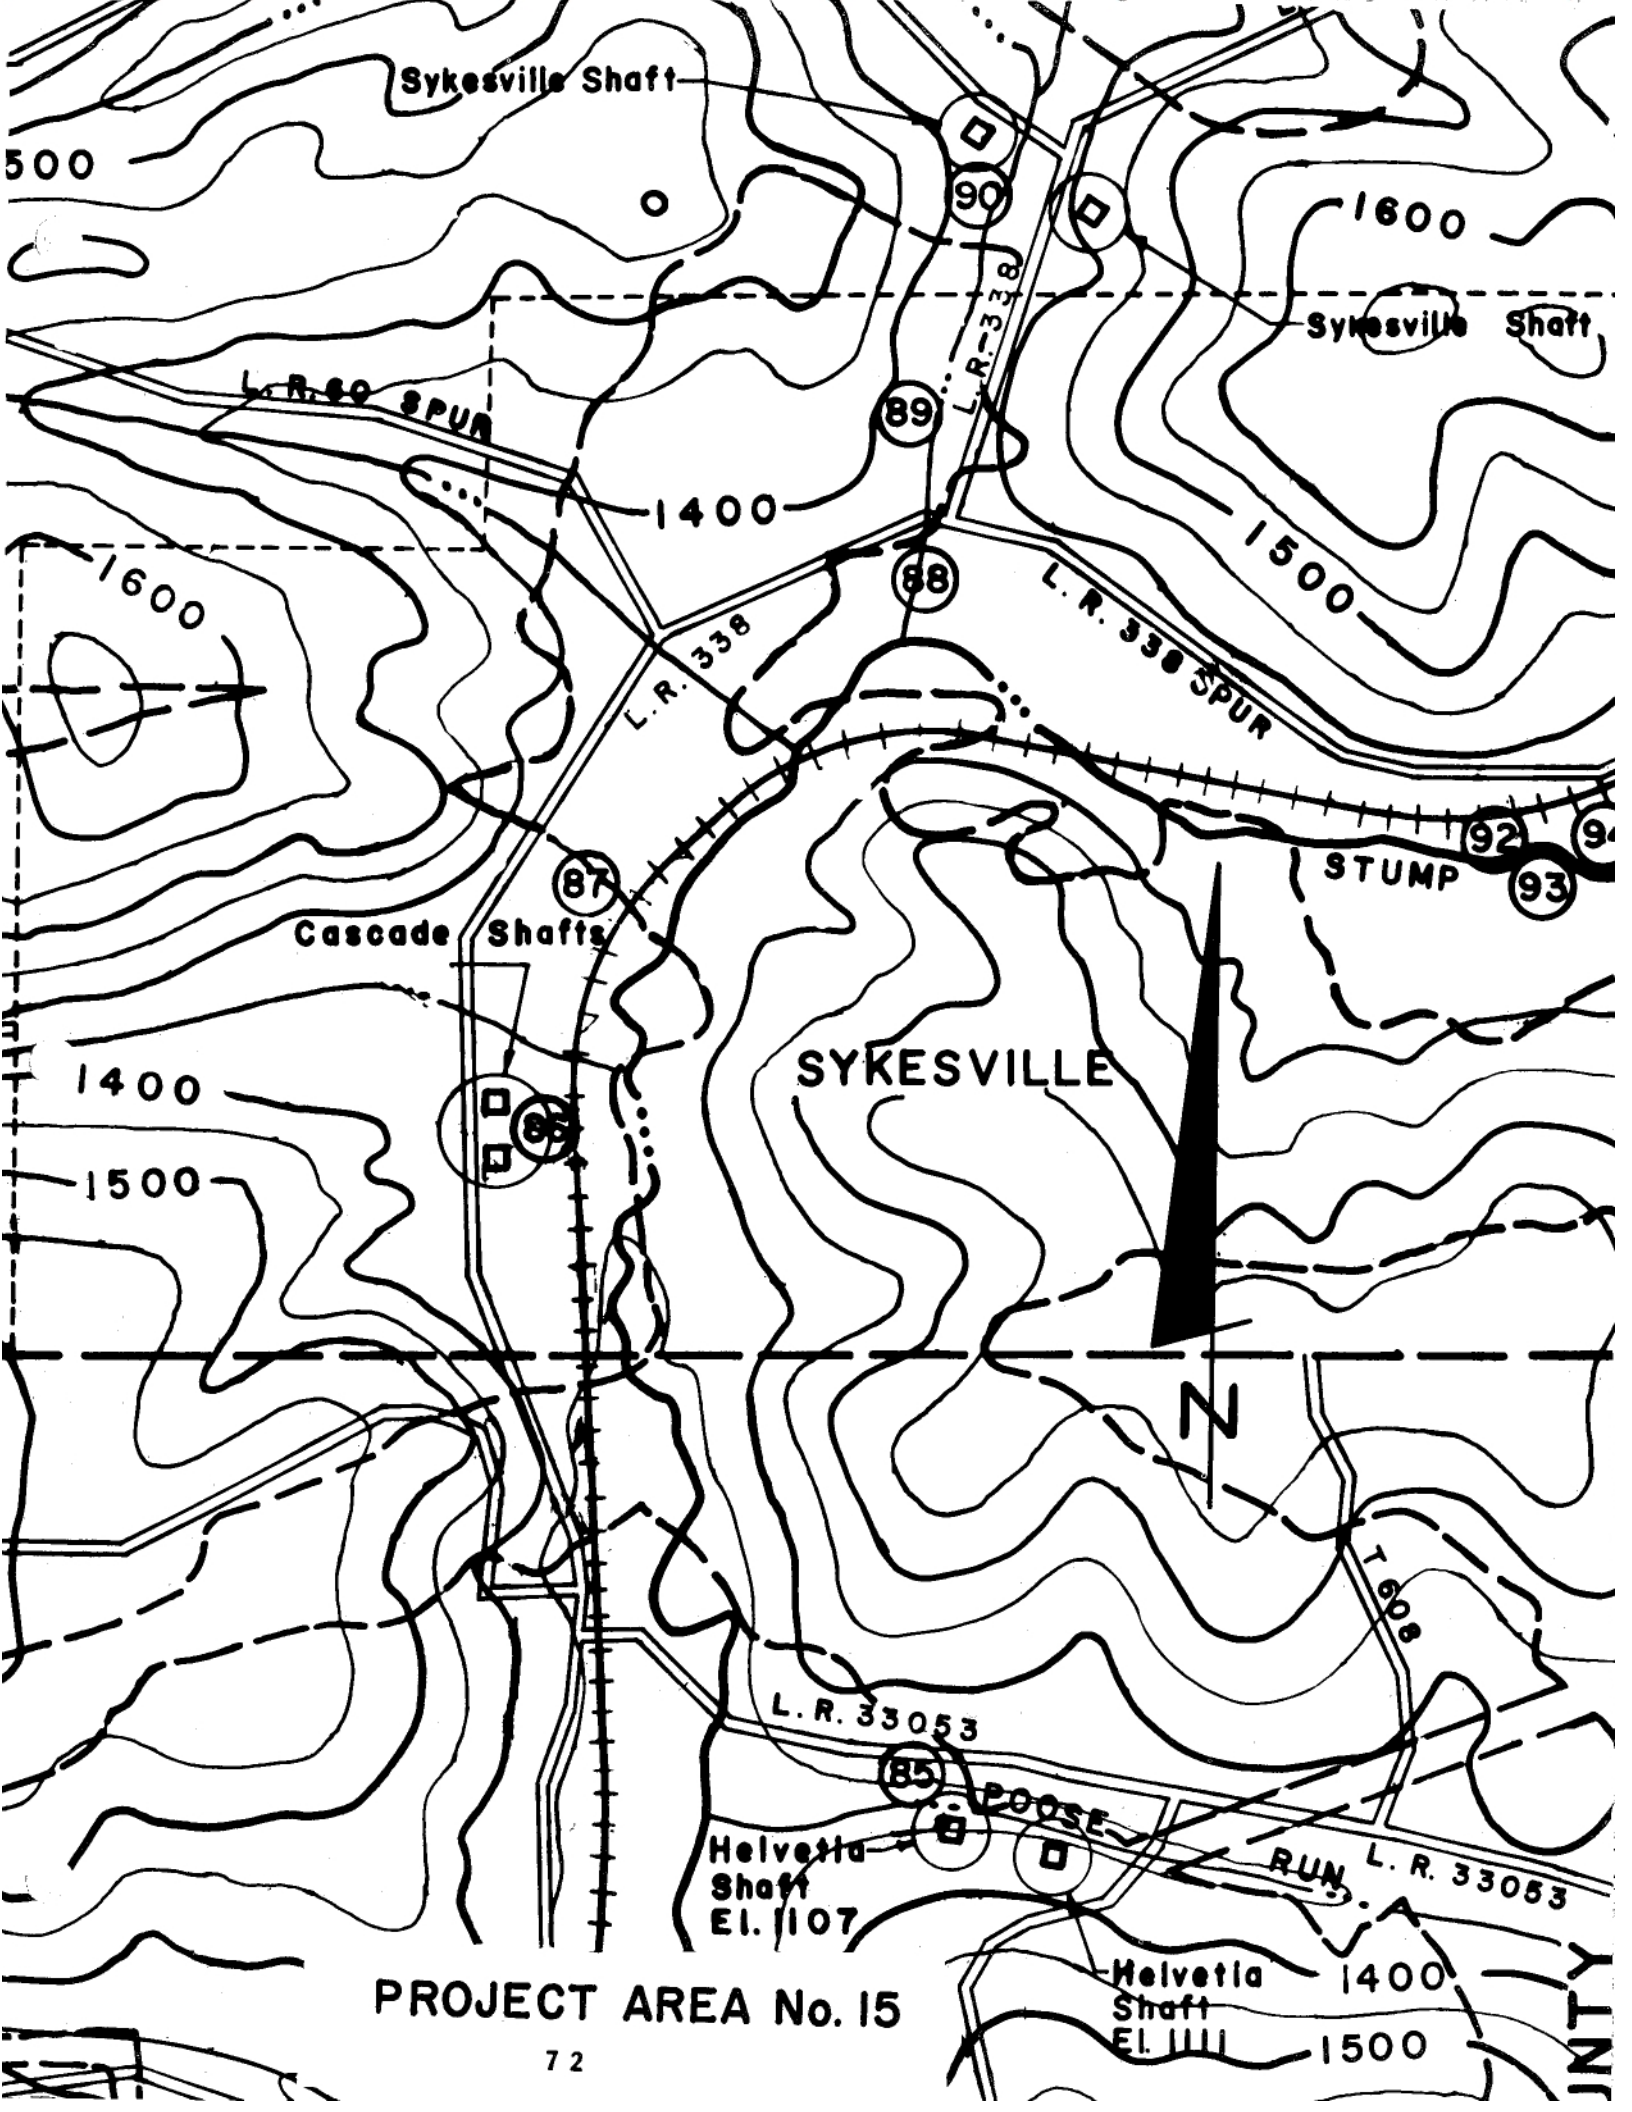 Sykesville Shaft
500
90
1600
L.R.-338
Sykesville Shaft
L. R. 60 SPUR
89
1400
1500
1600
88
L. R. 338 SPUR
L.R. 338
92
94
STUMP
93
87
Cascade Shafts
SYKESVILLE
1400
86
1500
N
T 608
L. R. 33053
85
POOSE
Helvetia
Shaft
El. 1107
RUN
L. R. 33053
Helvetia
Shaft
El. 1111
1400
1500
UNTY
PROJECT AREA No. 15
72